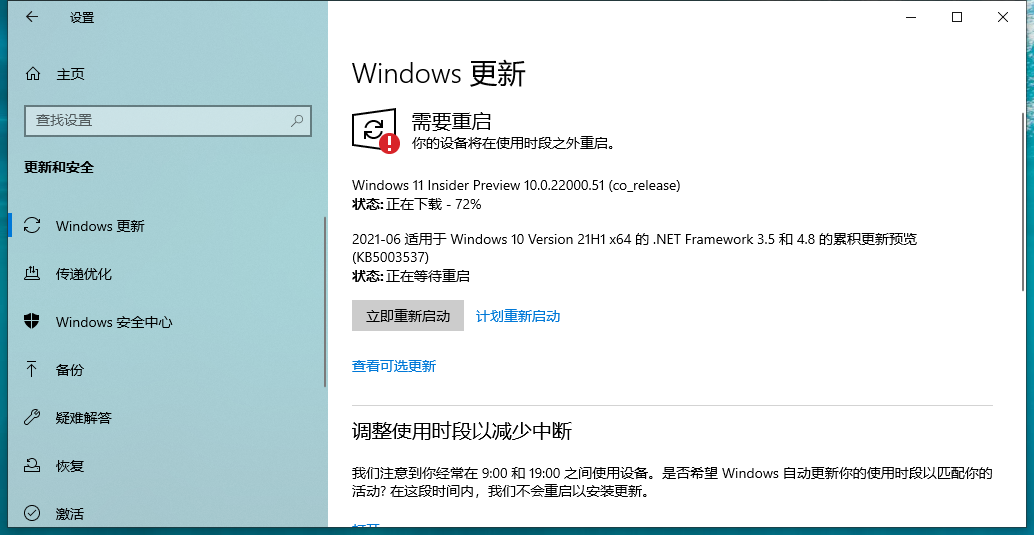 设置
主页
查找设置
更新和安全
Windows 更新
传递优化
Windows 安全中心
备份
疑难解答
恢复
激活
Windows 更新
需要重启
你的设备将在使用时段之外重启。
Windows 11 Insider Preview 10.0.22000.51 (co_release)
状态: 正在下载 - 72%
2021-06 适用于 Windows 10 Version 21H1 x64 的 .NET Framework 3.5 和 4.8 的累积更新预览
(KB5003537)
状态: 正在等待重启
立即重新启动 计划重新启动
查看可选更新
调整使用时段以减少中断
我们注意到你经常在 9:00 和 19:00 之间使用设备。是否希望 Windows 自动更新你的使用时段以匹配你的
活动? 在这段时间内，我们不会重启以安装更新。